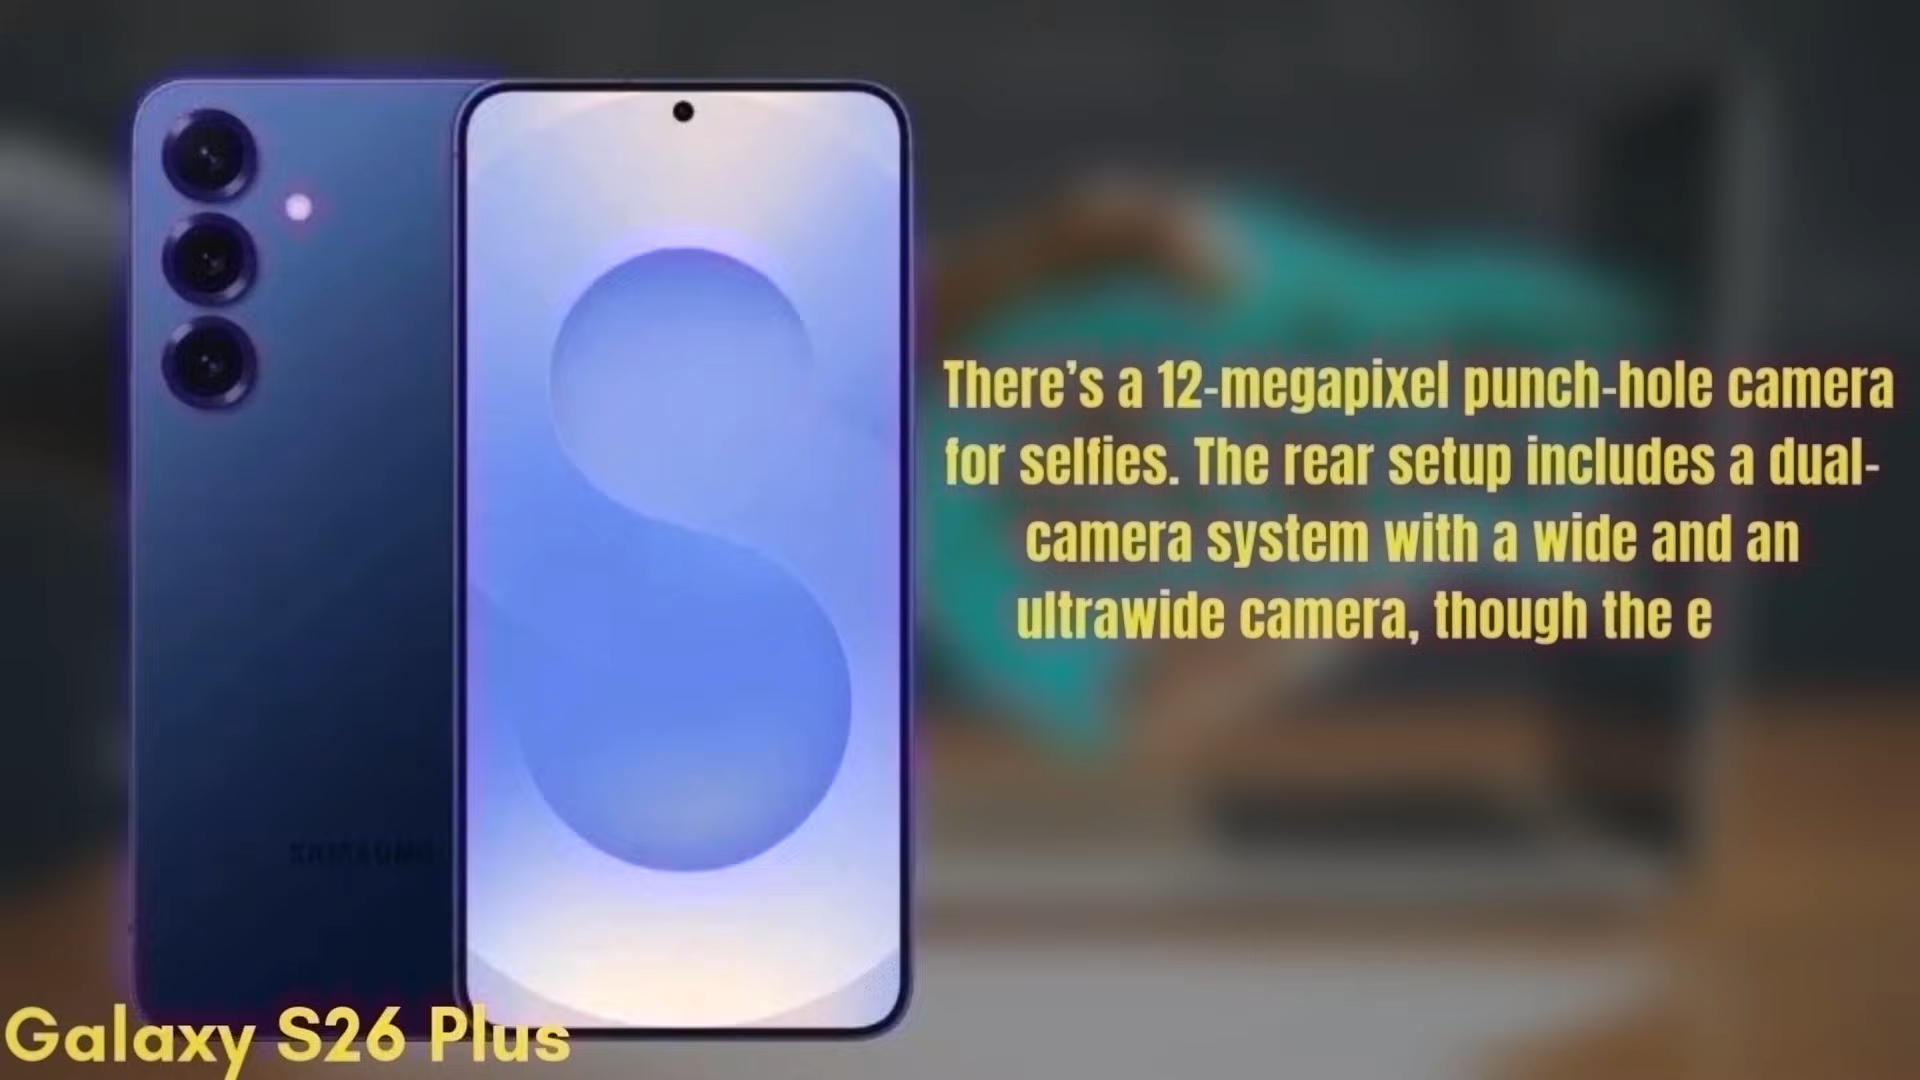 There's a 12-megapixel punch-hole camera
for selfies. The rear setup includes a dual-
camera system with a wide and an
ultrawide camera, though the e
SAMSUNG
Galaxy S26 Plus